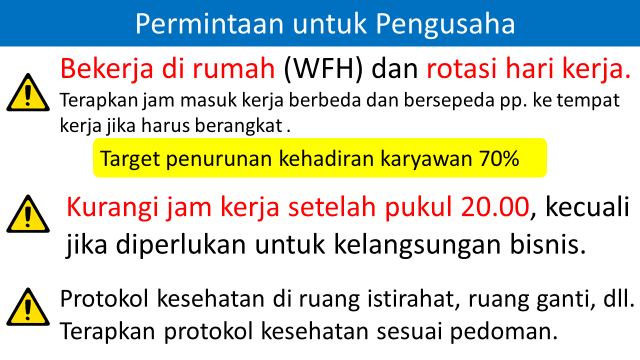 Permintaan untuk Pengusaha
Bekerja di rumah (WFH) dan rotasi hari kerja.
Terapkan jam masuk kerja berbeda dan bersepeda pp. ke tempat
kerja jika harus berangkat .
Target penurunan kehadiran karyawan 70%
Kurangi jam kerja setelah pukul 20.00, kecuali
jika diperlukan untuk kelangsungan bisnis.
Protokol kesehatan di ruang istirahat, ruang ganti, dll.
Terapkan protokol kesehatan sesuai pedoman.